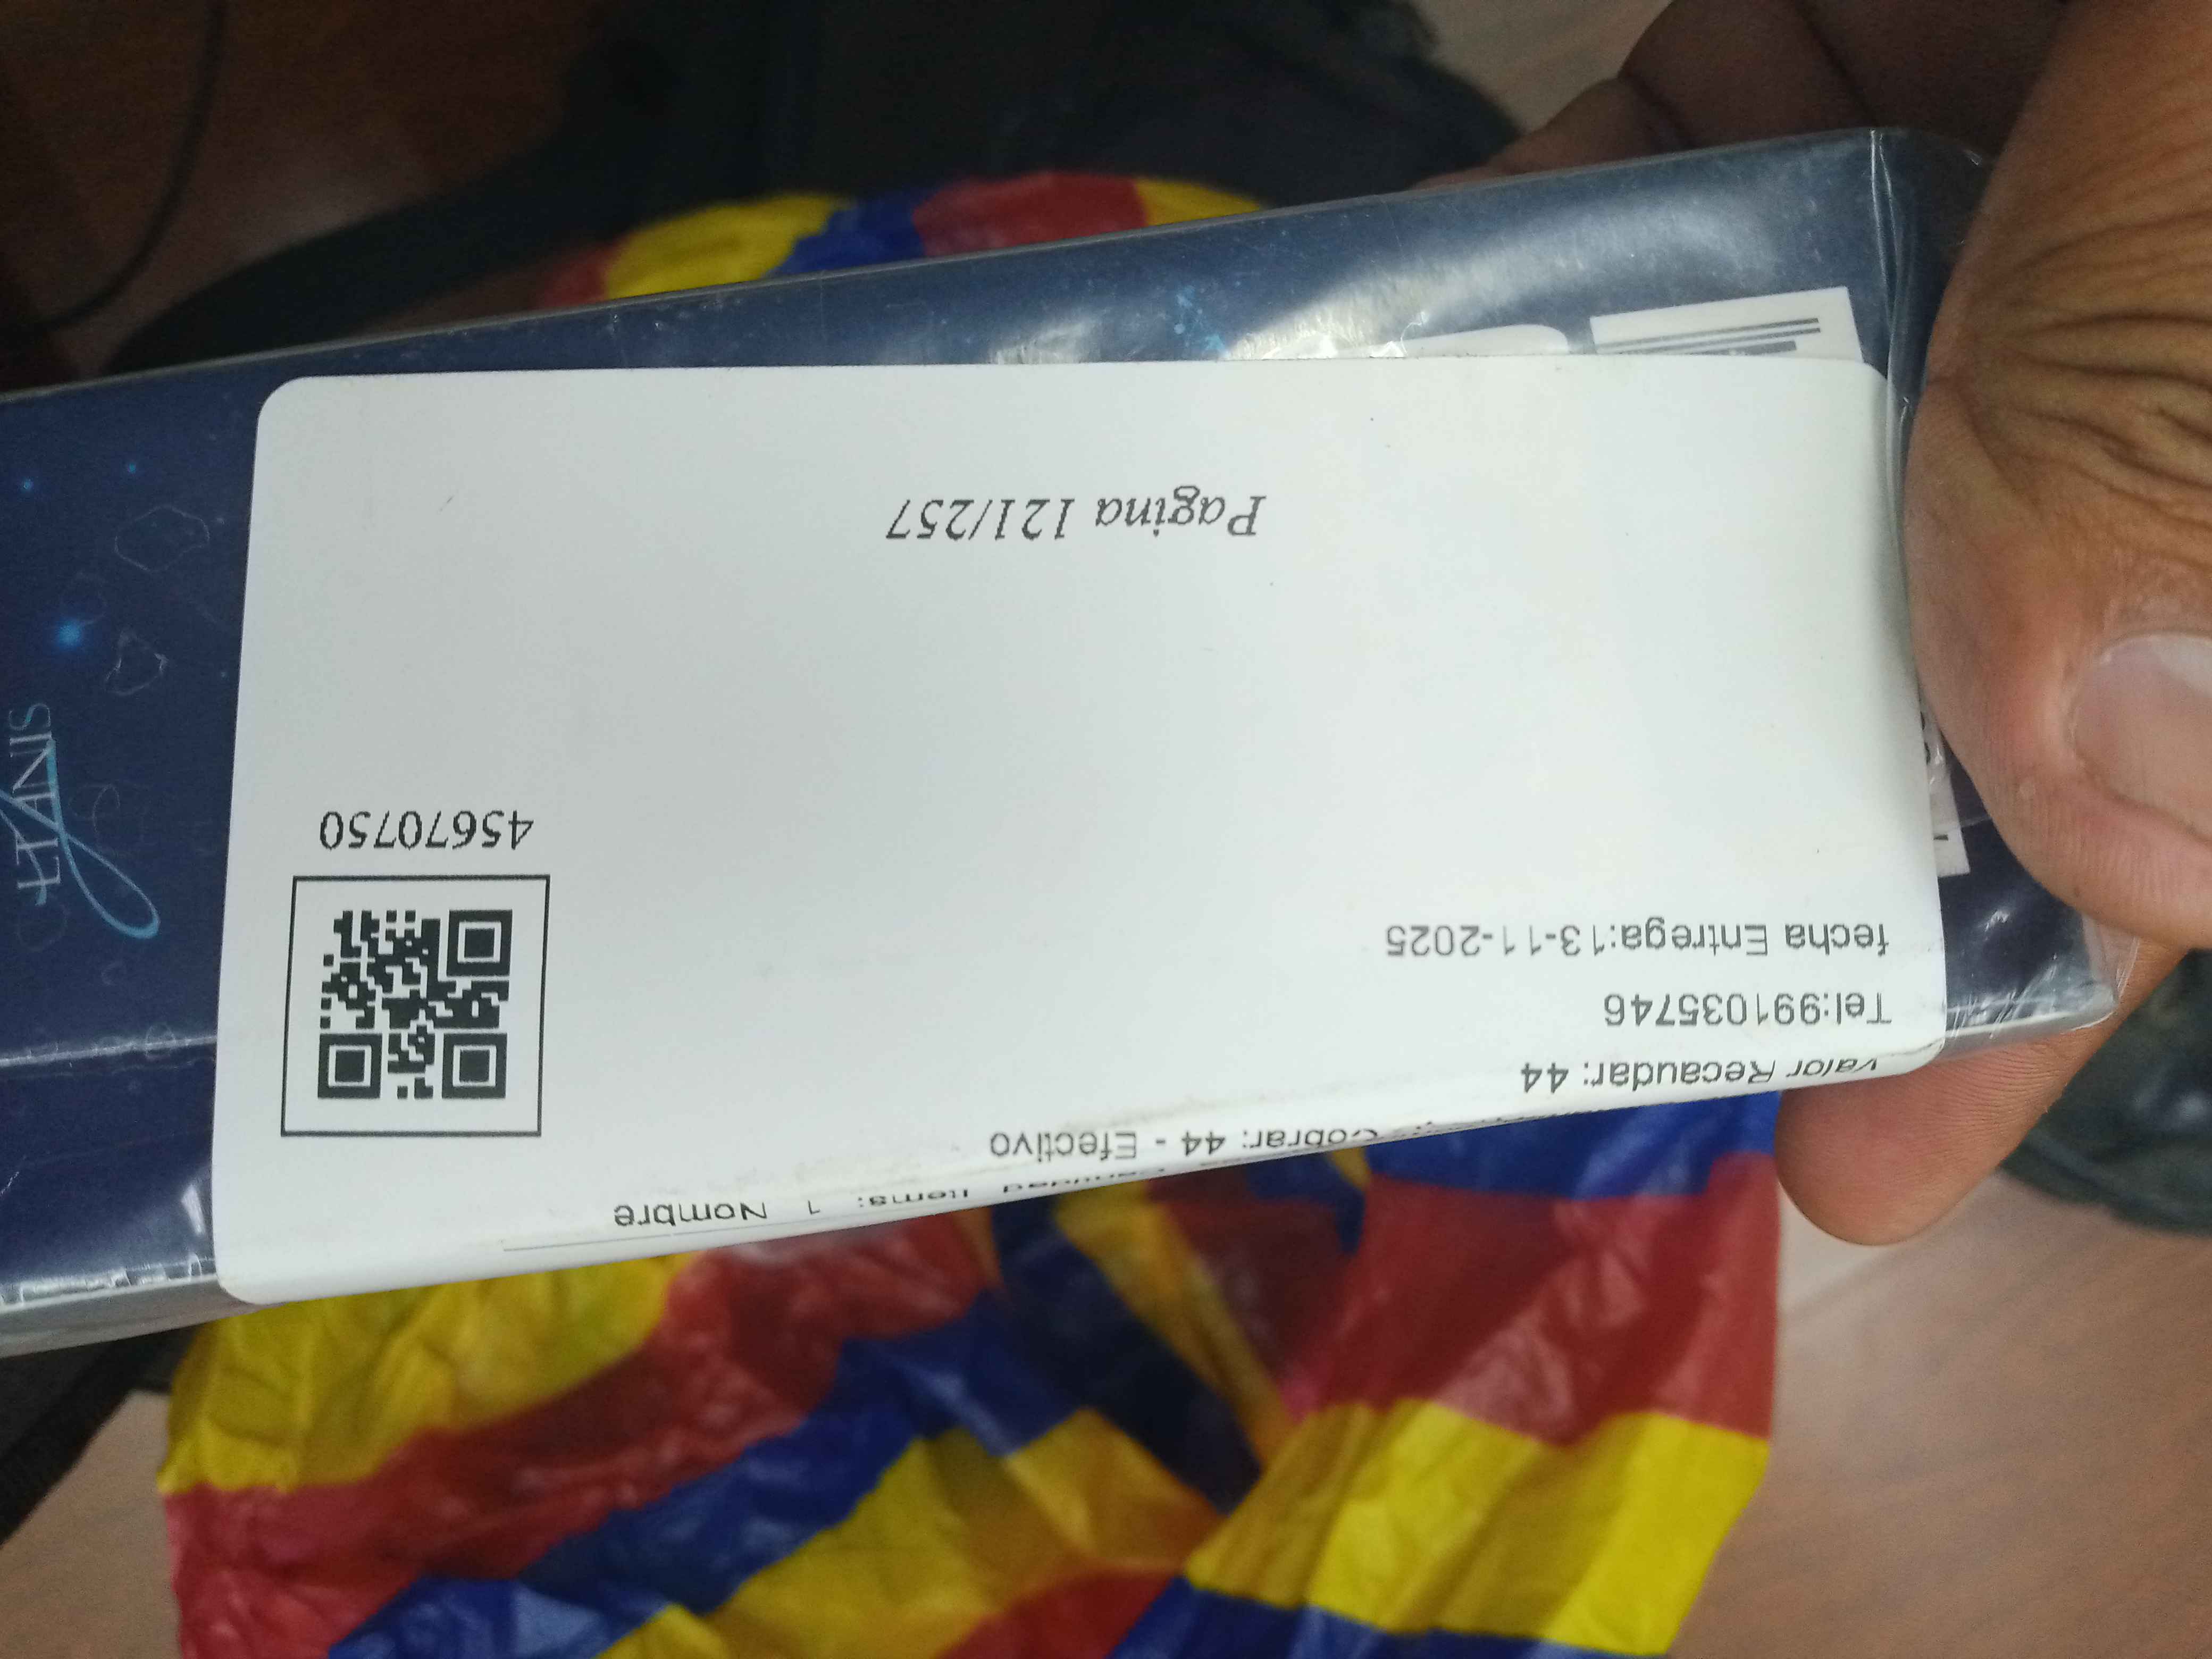 Nombre
1
Items:
Cobrar: 44 - Efectivo
Valor Recaudar: 44
Tel:991035746
fecha Entrega:13-11-2025
45670750
Pagina 121/257